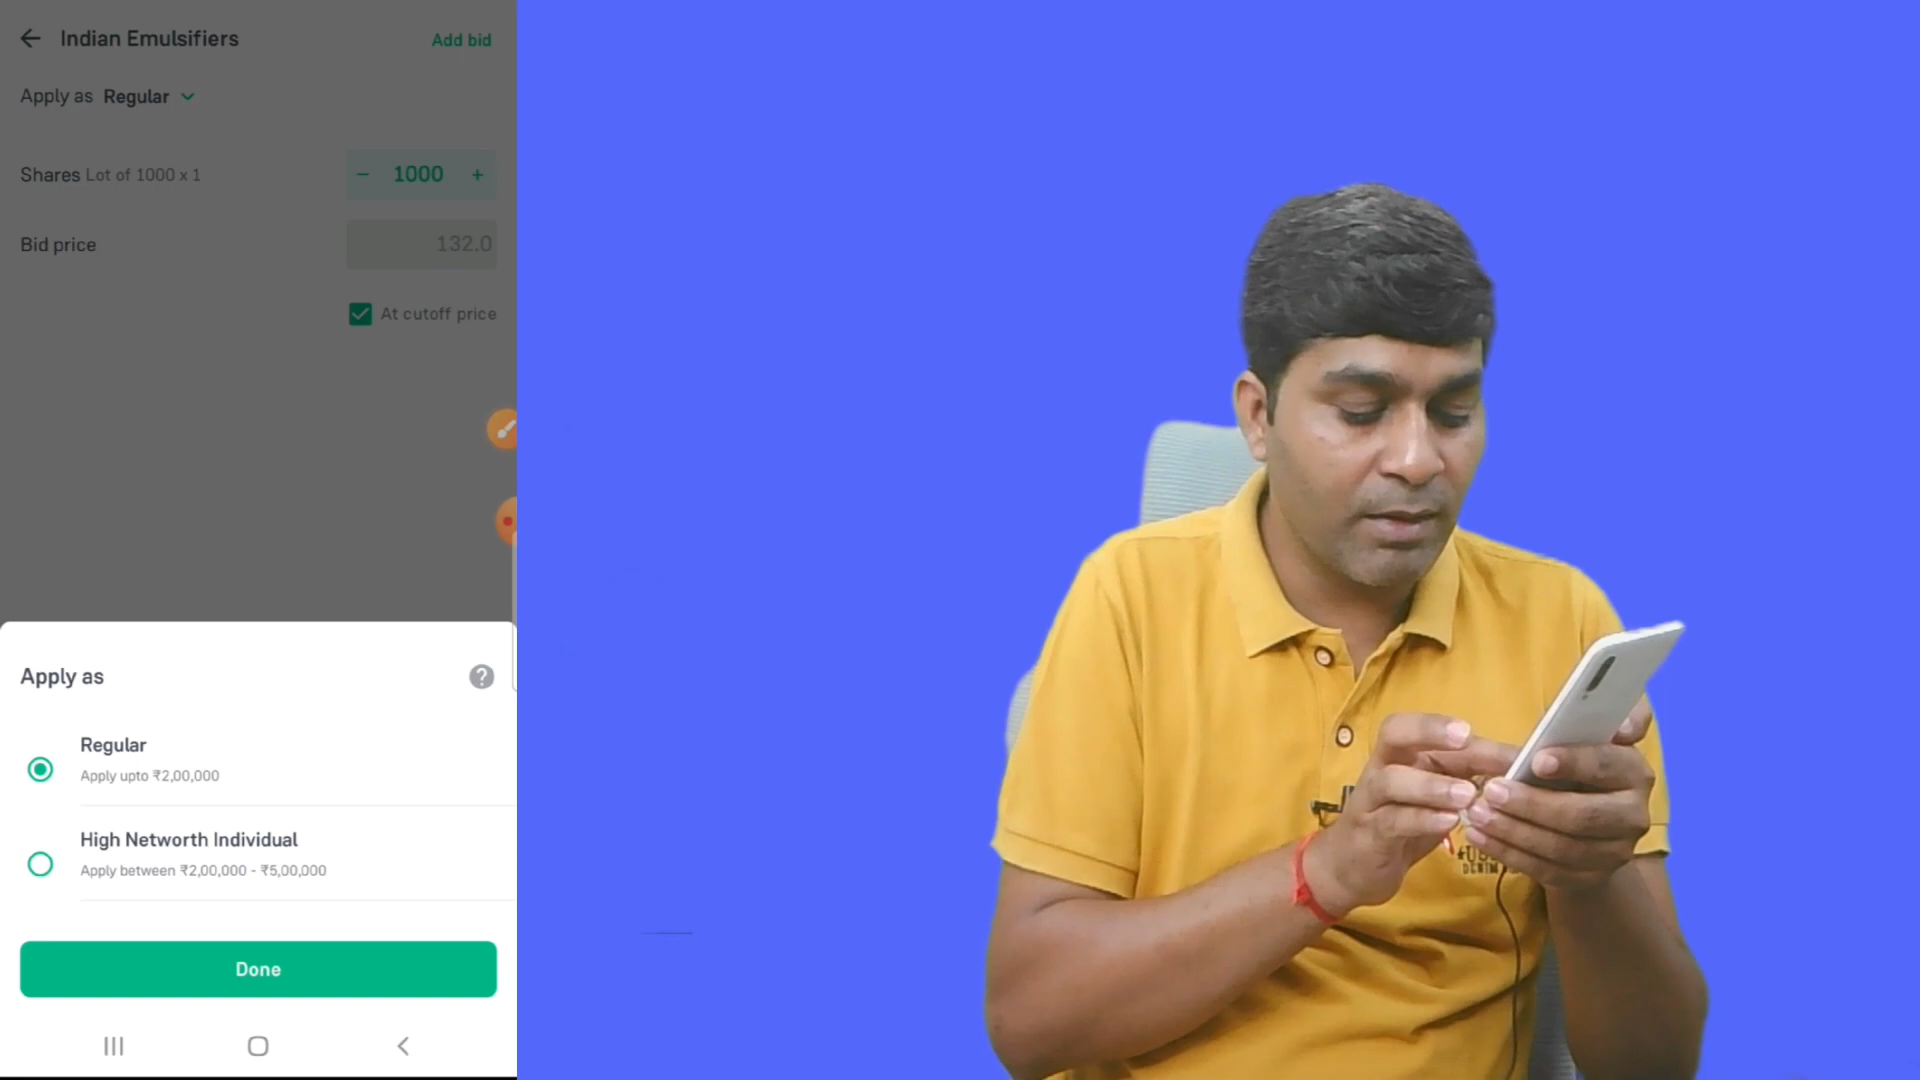 Indian Emulsifiers
Add bid
Apply as Regular
Shares Lot of 1000 x 1
− 1000 +
Bid price
132.0
At cutoff price
Apply as
?
Regular
Apply upto ₹2,00,000
High Networth Individual
Apply between ₹2,00,000 - ₹5,00,000
Done
DENIM